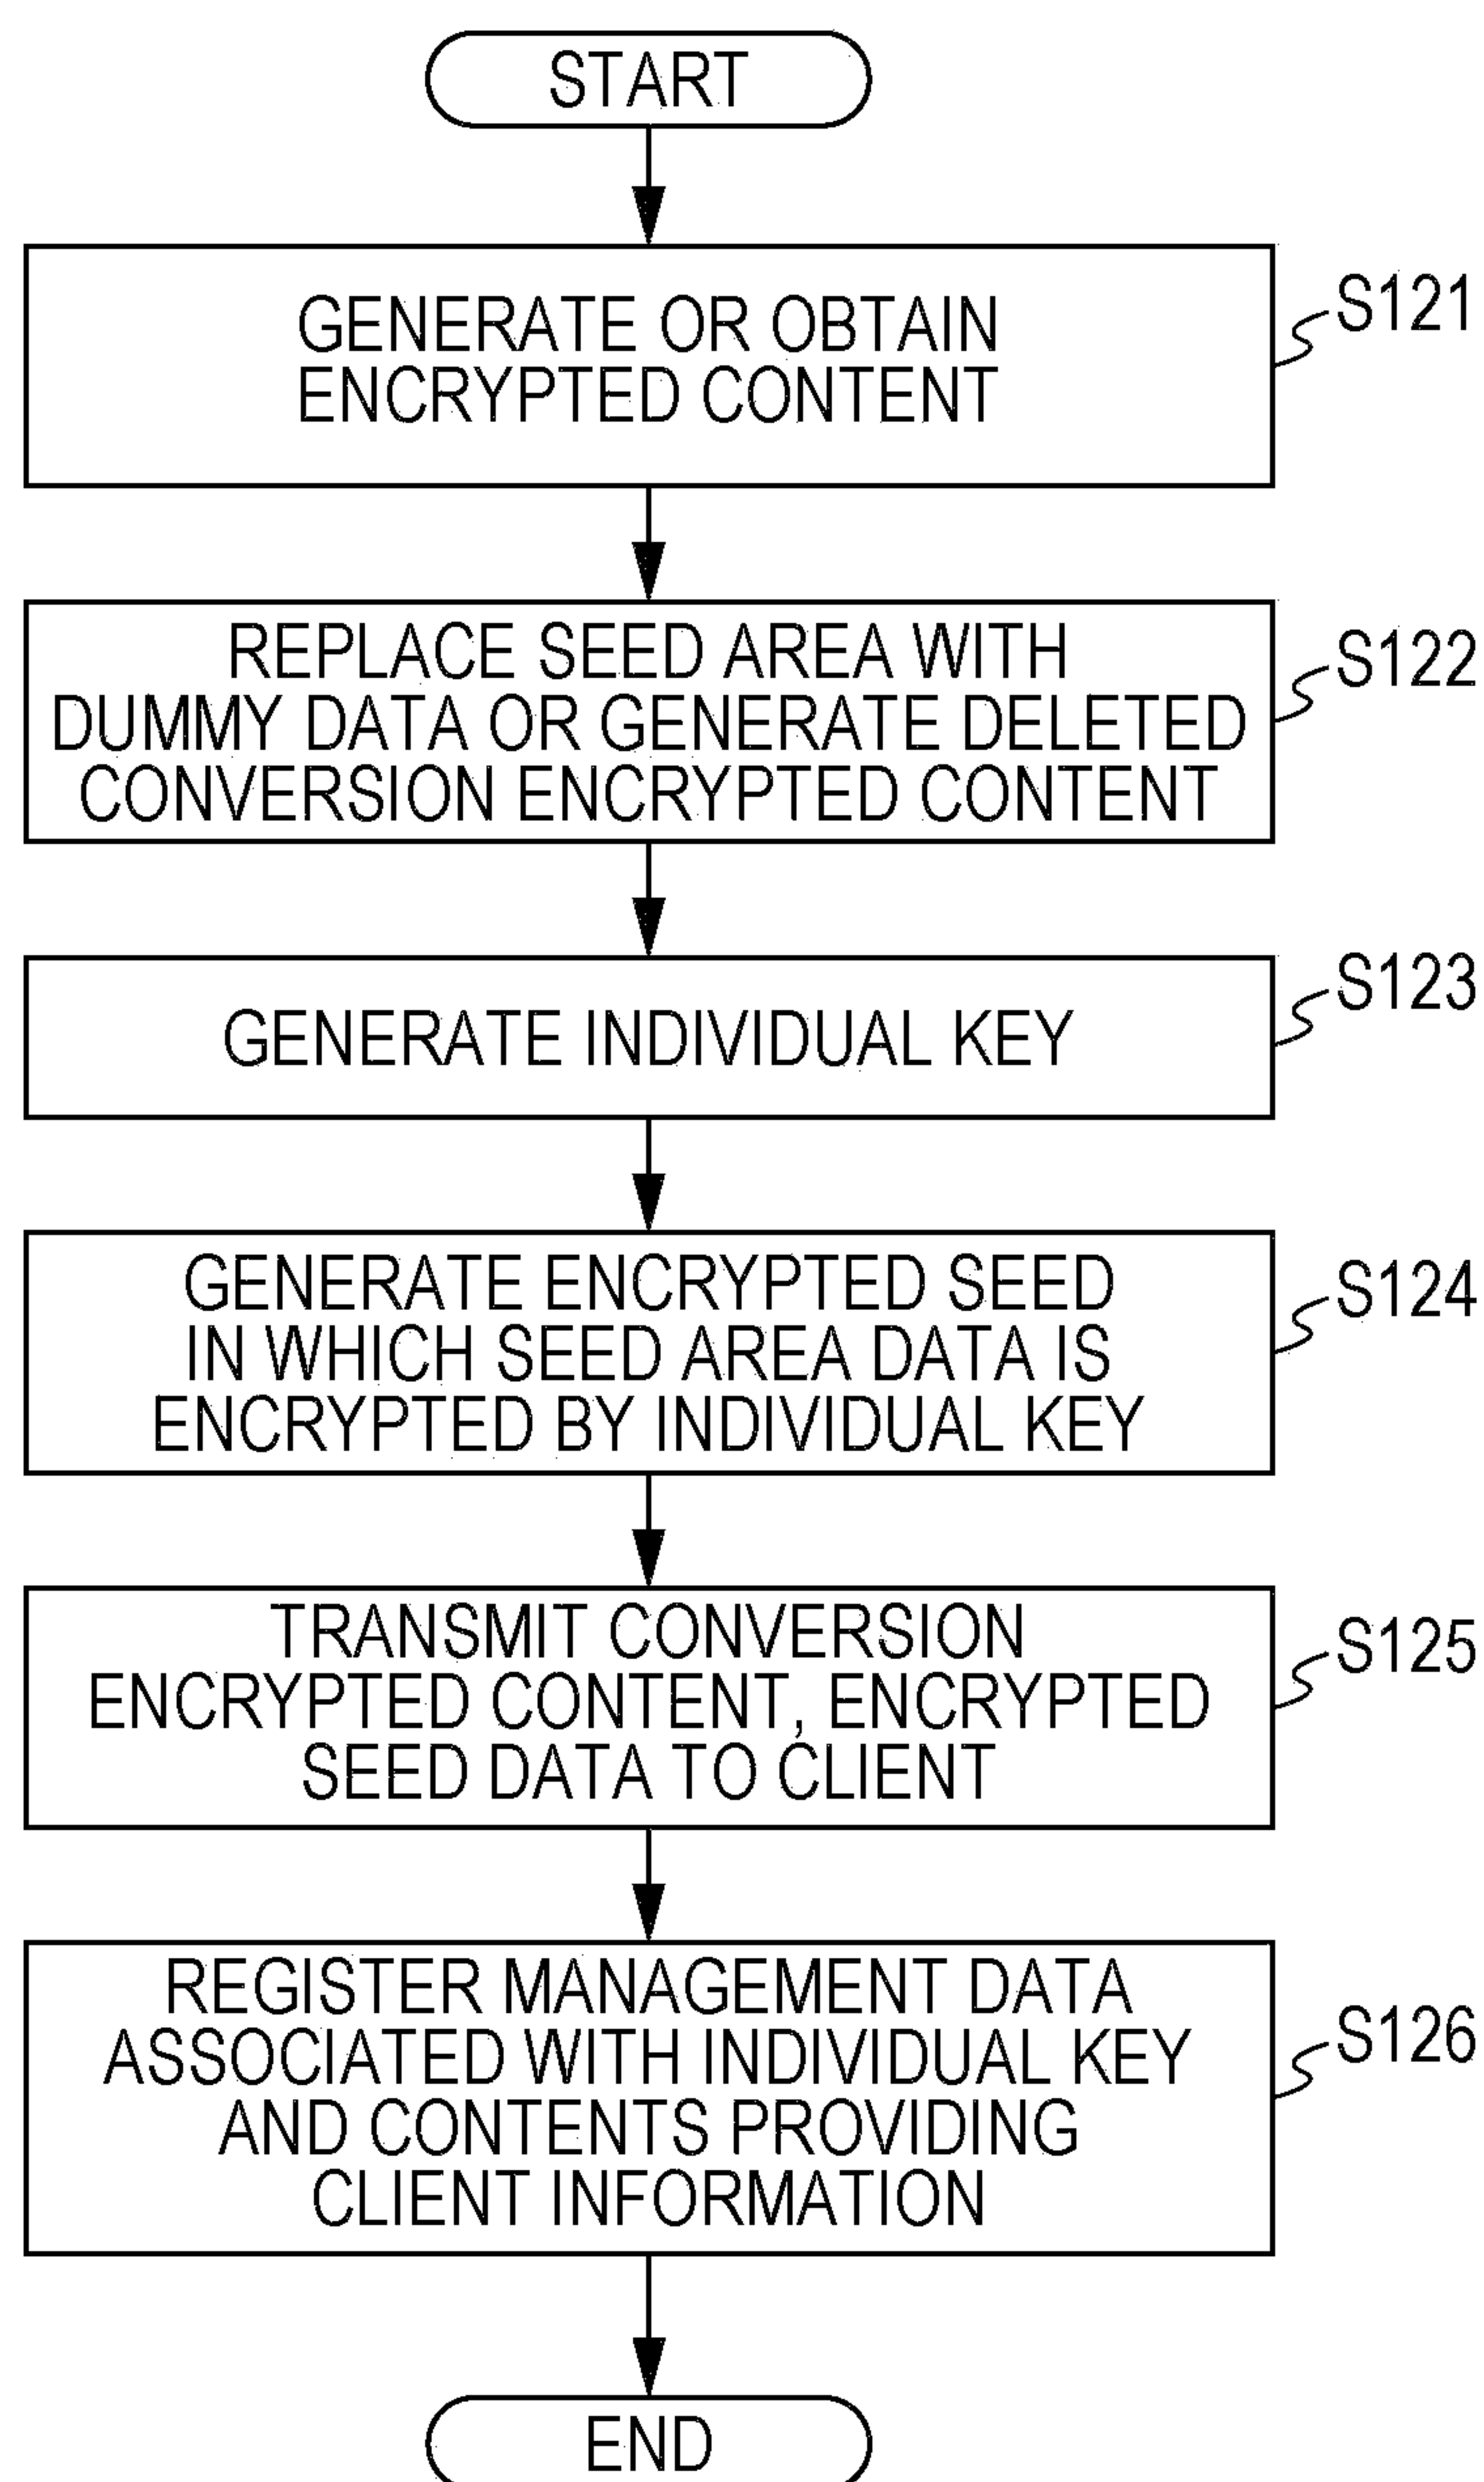 START
GENERATE OR OBTAIN
ENCRYPTED CONTENT
S121
REPLACE SEED AREA WITH
DUMMY DATA OR GENERATE DELETED
CONVERSION ENCRYPTED CONTENT
S122
GENERATE INDIVIDUAL KEY
S123
GENERATE ENCRYPTED SEED
IN WHICH SEED AREA DATA IS
ENCRYPTED BY INDIVIDUAL KEY
S124
TRANSMIT CONVERSION
ENCRYPTED CONTENT, ENCRYPTED
SEED DATA TO CLIENT
S125
REGISTER MANAGEMENT DATA
ASSOCIATED WITH INDIVIDUAL KEY
AND CONTENTS PROVIDING
CLIENT INFORMATION
S126
END